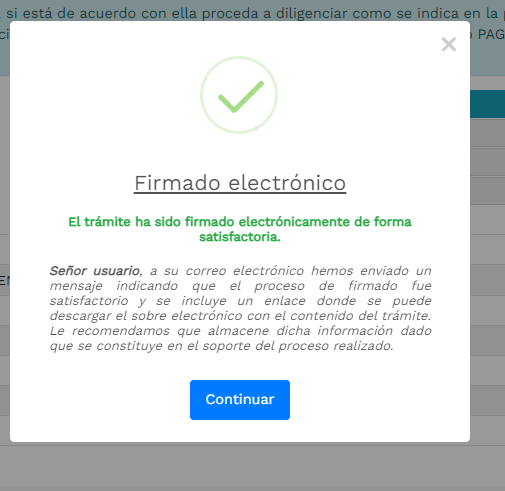 si está de acuerdo con ella proceda a diligenciar como se indica en la
PAG
×
Firmado electrónico
El trámite ha sido firmado electrónicamente de forma
satisfactoria.
Señor usuario, a su correo electrónico hemos enviado un
mensaje indicando que el proceso de firmado fue
satisfactorio y se incluye un enlace donde se puede
descargar el sobre electrónico con el contenido del trámite.
Le recomendamos que almacene dicha información dado
que se constituye en el soporte del proceso realizado.
Continuar